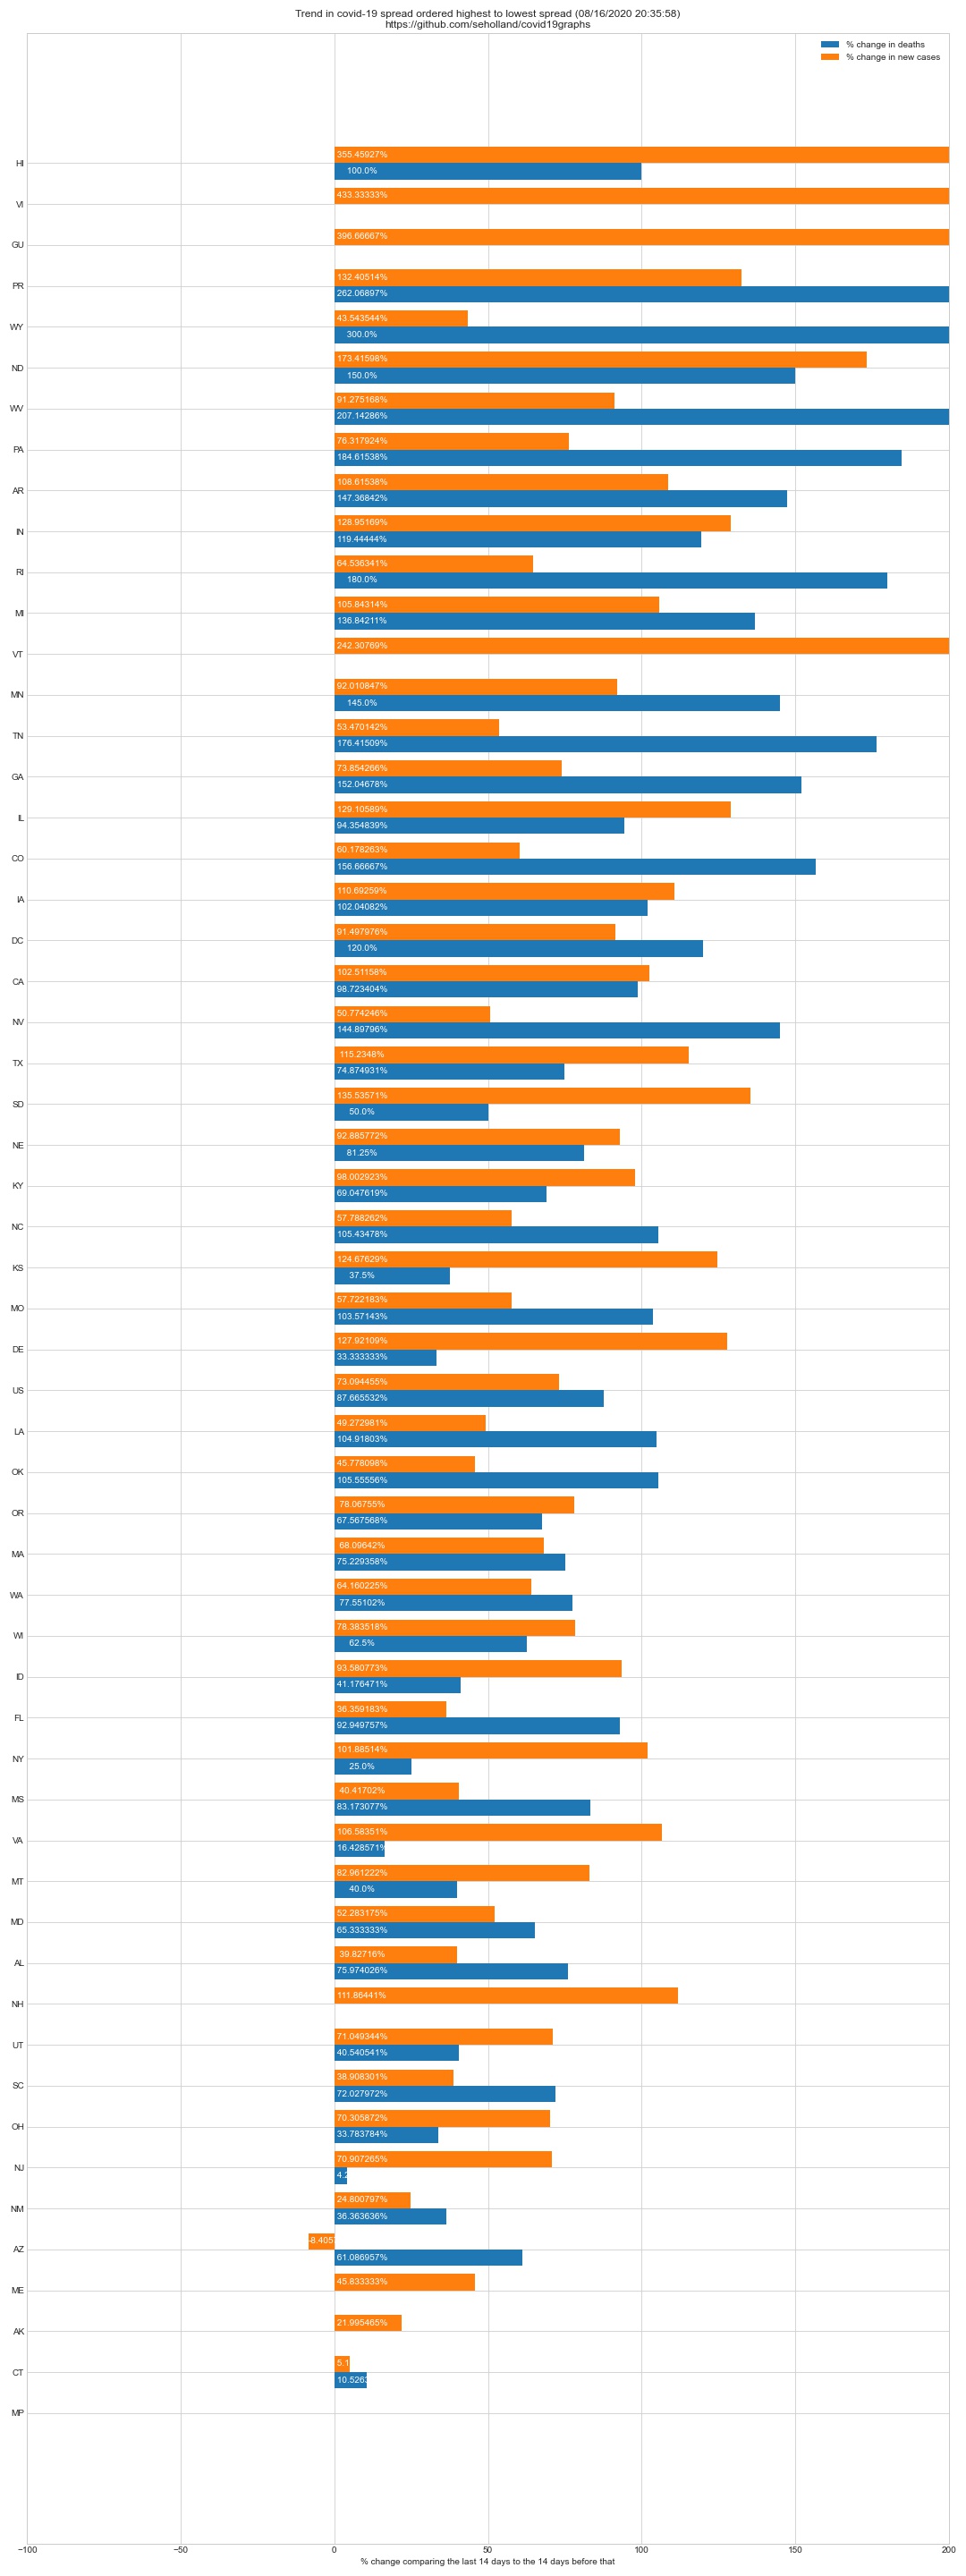 Trend in covid-19 spread ordered highest to lowest spread (08/16/2020 20:35:58)
https://github.com/seholland/covid19graphs
% change in deaths
% change in new cases
355.45927%
HI
100.0%
433.33333%
VI
396.66667%
GU
132.40514%
PR
262.06897%
43.543544%
WY
300.0%
173.41598%
ND
150.0%
91.275168%
WV
207.14286%
76.317924%
PA
184.61538%
108.61538%
AR
147.36842%
128.95169%
IN
119.44444%
64.536341%
RI
180.0%
105.84314%
MI
136.84211%
242.30769%
VT
92.010847%
MN
145.0%
53.470142%
TN
176.41509%
73.854266%
GA
152.04678%
129.10589%
IL
94.354839%
60.178263%
CO
156.66667%
110.69259%
IA
102.04082%
91.497976%
DC
120.0%
102.51158%
CA
98.723404%
50.774246%
NV
144.89796%
115.2348%
TX
74.874931%
135.53571%
SD
50.0%
92.885772%
NE
81.25%
98.002923%
KY
69.047619%
57.788262%
NC
105.43478%
124.67629%
KS
37.5%
57.722183%
MO
103.57143%
127.92109%
DE
33.333333%
73.094455%
US
87.665532%
49.272981%
LA
104.91803%
45.778098%
OK
105.55556%
78.06755%
OR
67.567568%
68.09642%
MA
75.229358%
64.160225%
WA
77.55102%
78.383518%
WI
62.5%
93.580773%
ID
41.176471%
36.359183%
FL
92.949757%
101.88514%
NY
25.0%
40.41702%
MS
83.173077%
106.58351%
VA
16.428571%
82.961222%
MT
40.0%
52.283175%
MD
65.333333%
39.82716%
AL
75.974026%
111.86441%
NH
71.049344%
UT
40.540541%
38.908301%
SC
72.027972%
70.305872%
OH
33.783784%
70.907265%
NJ
4.2
24.800797%
NM
36.363636%
-8.405
AZ
61.086957%
45.833333%
ME
21.995465%
AK
5.1
CT
10.526
MP
−100 −50 0 50 100 150 200
% change comparing the last 14 days to the 14 days before that